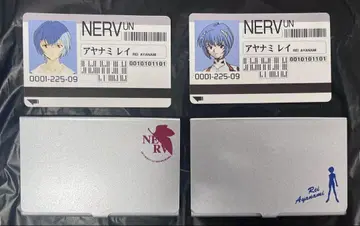 NERV UN
アヤナミ レイ REI AYANAMI
0010101101
0001-225-09
NERV UN
アヤナミ レイ REI AYANAMI
0010101101
0001-225-09
NERV
Rei
Ayanami